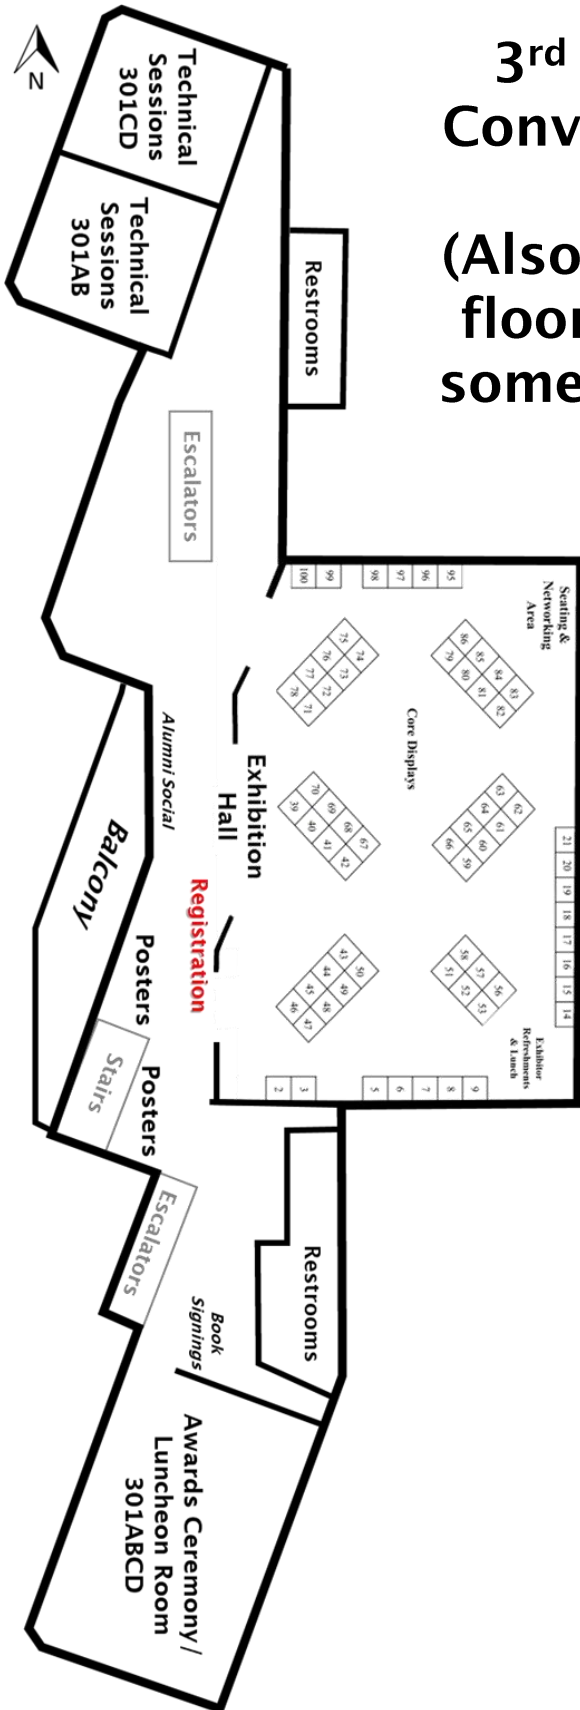 3rd
Conv
(Also
floor
some
N
Technical
Sessions
301CD
Technical
Sessions
301AB
Restrooms
Escalators
100
99
98
97
96
95
Seating &
Networking
Area
75
74
76
73
77
72
78
71
86
85
84
83
79
80
81
82
Core Displays
70
69
68
67
39
40
41
42
63
62
64
61
65
60
66
59
21
20
19
18
17
16
15
14
43
50
44
49
45
48
46
47
58
57
56
51
52
53
Exhibitor
Refreshments
& Lunch
2
3
5
6
7
8
9
Exhibition
Hall
Alumni Social
Registration
Balcony
Posters
Stairs
Posters
Escalators
Restrooms
Book
Signings
Awards Ceremony/
Luncheon Room
301ABCD